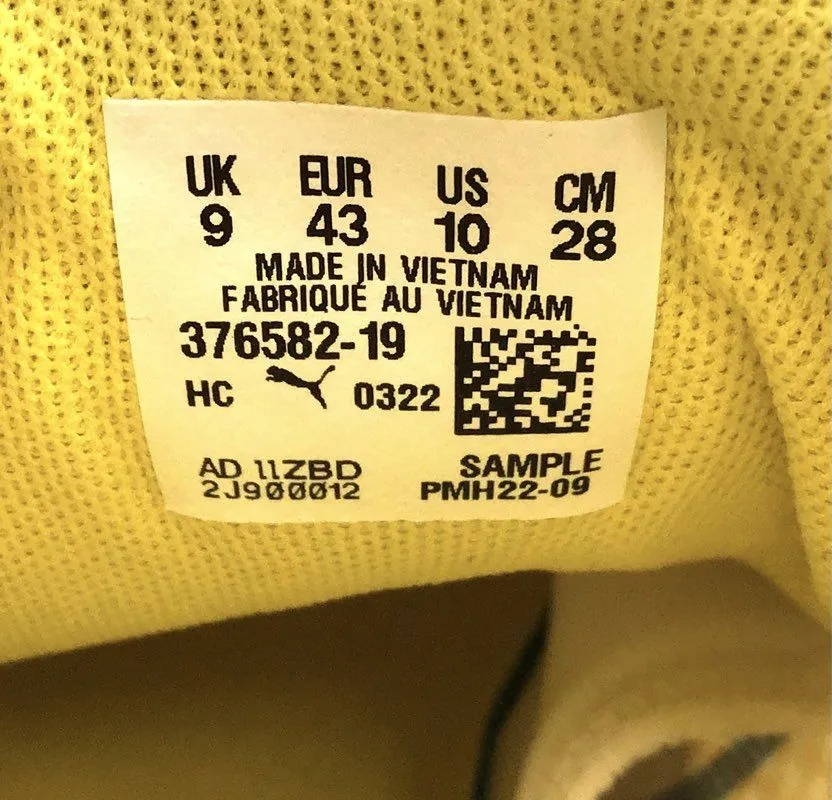 UK EUR US CM
9 43 10 28
MADE IN VIETNAM
FABRIQUÉ AU VIETNAM
376582-19
HC 0322
AD 11ZBD SAMPLE
2J900012 PMH22-09